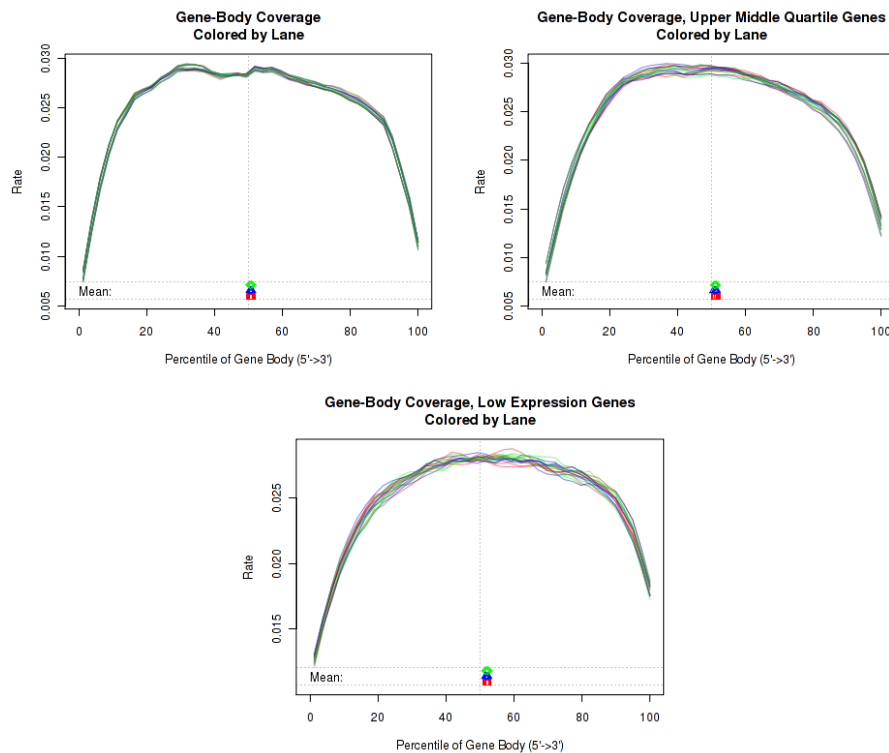 Gene-Body Coverage
Colored by Lane
0.030
0.025
0.020
0.015
0.010
0.005
Rate
Mean:
0 20 40 60 80 100
Percentile of Gene Body (5'->3')
Gene-Body Coverage, Upper Middle Quartile Genes
Colored by Lane
0.030
0.025
0.020
0.015
0.010
0.005
Rate
Mean:
0 20 40 60 80 100
Percentile of Gene Body (5'->3')
Gene-Body Coverage, Low Expression Genes
Colored by Lane
0.025
0.020
0.015
Rate
Mean:
0 20 40 60 80 100
Percentile of Gene Body (5'->3')